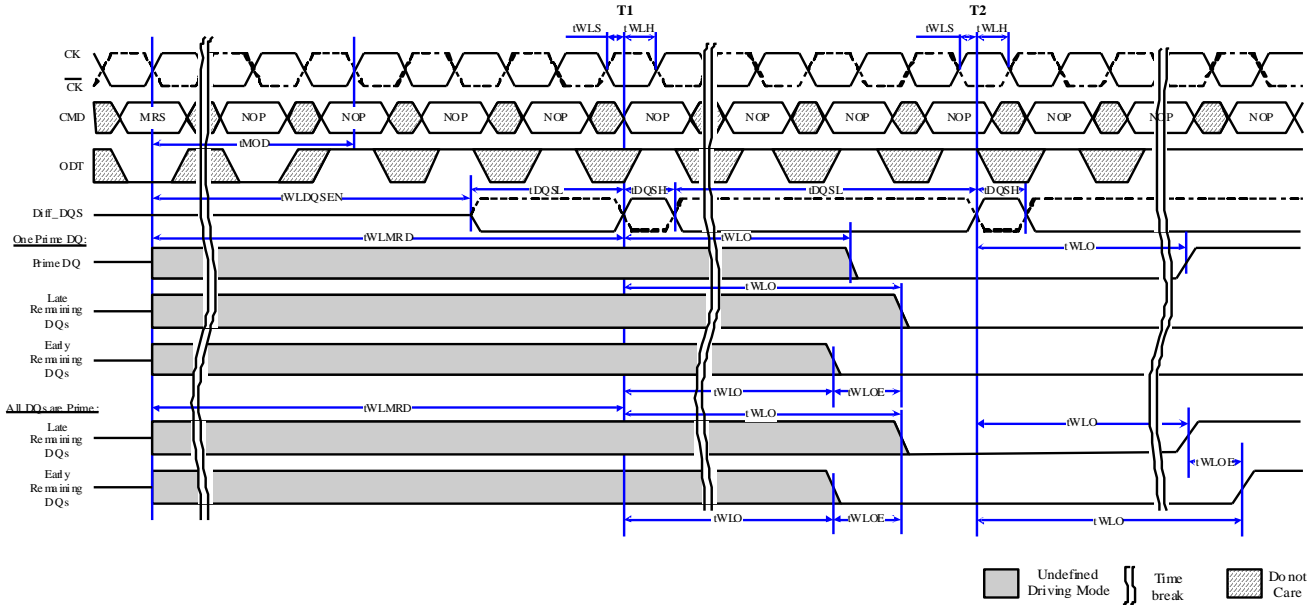 T1
T2
tWLS
tWLH
tWLS
tWLH
CK
CK
CMD
MRS
NOP
NOP
NOP
NOP
NOP
NOP
NOP
NOP
NOP
NOP
NOP
tMOD
ODT
tWLDQSEN
tDQSL
tDQSH
tDQSL
tDQSH
Diff_DQS
One Prime DQ:
tWLMRD
tWLO
tWLO
Prime DQ
tWLO
Late
Remaining
DQs
Early
Remaining
DQs
tWLO
tWLOE
All DQs are Prime:
tWLMRD
tWLO
tWLO
Late
Remaining
DQs
tWLOE
Early
Remaining
DQs
tWLO
tWLOE
tWLO
Undefined
Driving Mode
Time
break
Do not
Care